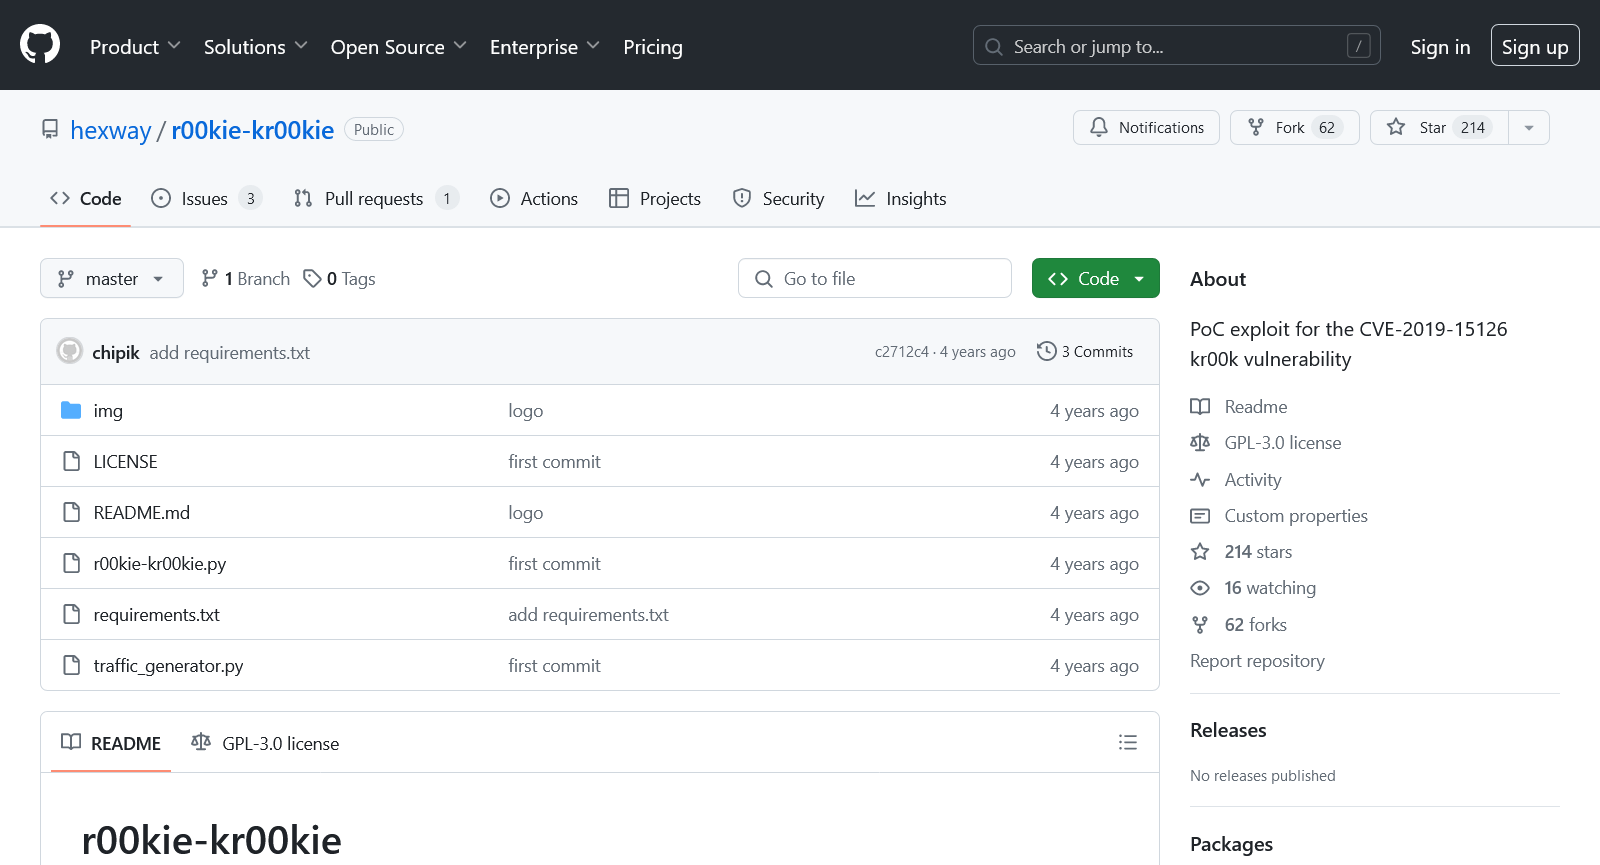 Product Solutions Open Source Enterprise Pricing Search or jump to... / Sign in Sign up
hexway / r00kie-kr00kie Public Notifications Fork 62 Star 214
Code Issues 3 Pull requests 1 Actions Projects Security Insights
master 1 Branch 0 Tags Go to file Code
chipik add requirements.txt c2712c4 · 4 years ago 3 Commits
img logo 4 years ago
LICENSE first commit 4 years ago
README.md logo 4 years ago
r00kie-kr00kie.py first commit 4 years ago
requirements.txt add requirements.txt 4 years ago
traffic_generator.py first commit 4 years ago
README GPL-3.0 license
r00kie-kr00kie
About
PoC exploit for the CVE-2019-15126
kr00k vulnerability
Readme
GPL-3.0 license
Activity
Custom properties
214 stars
16 watching
62 forks
Report repository
Releases
No releases published
Packages